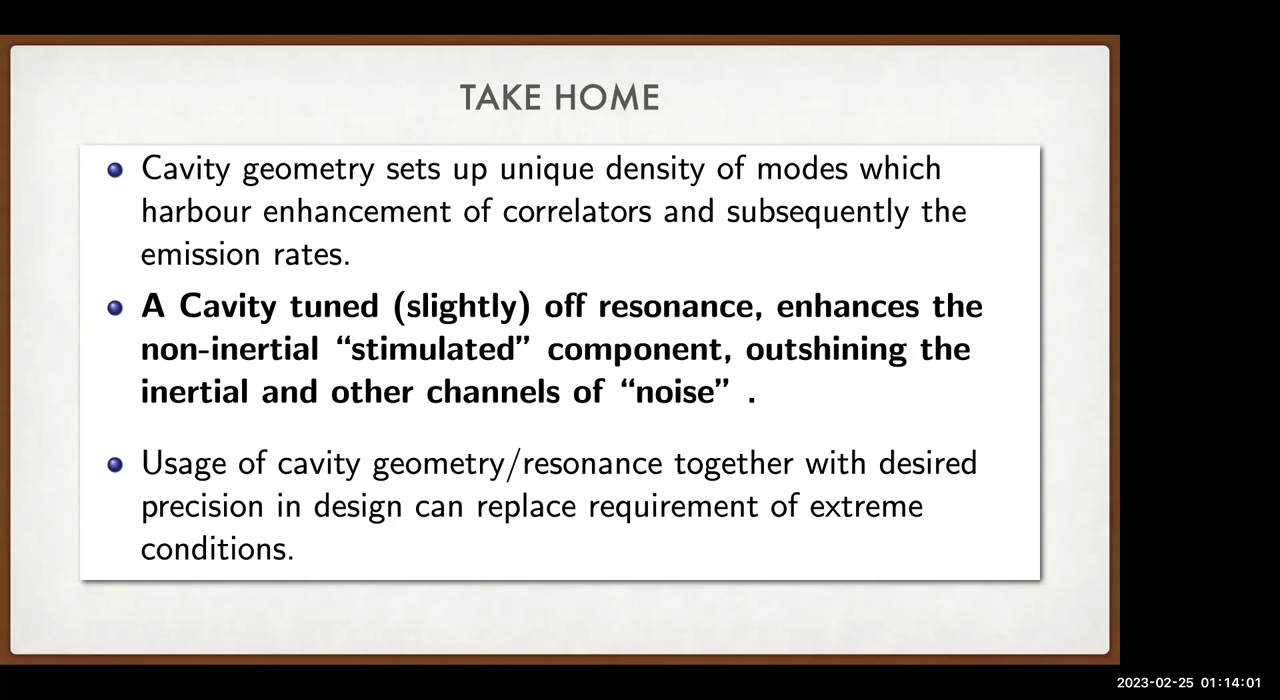 TAKE HOME
Cavity geometry sets up unique density of modes which
harbour enhancement of correlators and subsequently the
emission rates.
A Cavity tuned (slightly) off resonance, enhances the
non-inertial “stimulated” component, outshining the
inertial and other channels of “noise” .
Usage of cavity geometry/resonance together with desired
precision in design can replace requirement of extreme
conditions.
2023-02-25 01:14:01